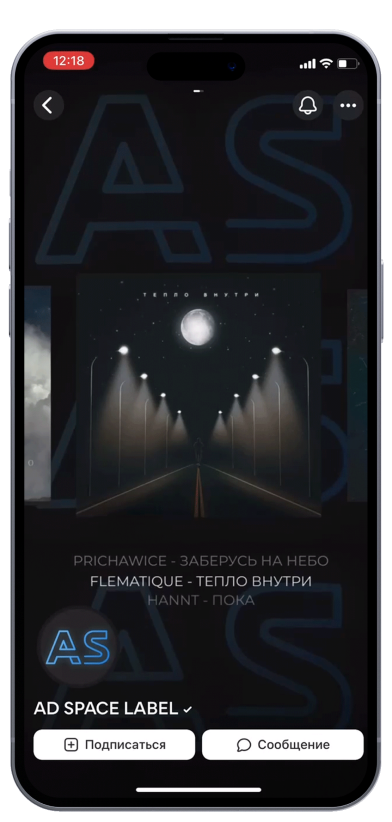 12:18
AS
ТЕПЛО ВНУТРИ
PRICHAWICE - ЗАБЕРУСЬ НА НЕБО
FLEMATIQUE - ТЕПЛО ВНУТРИ
HANNT - ПОКА
AS
AD SPACE LABEL
Подписаться
Сообщение